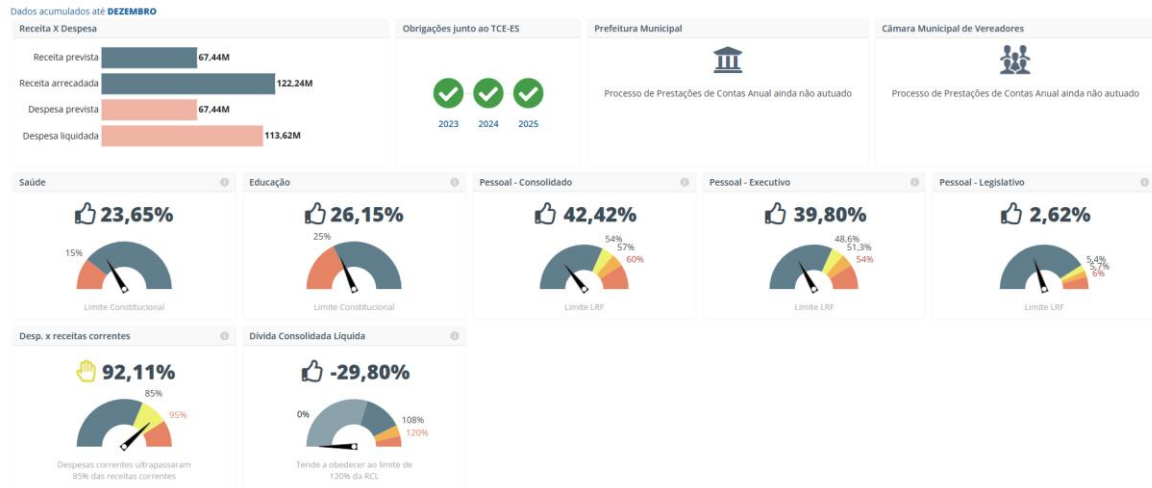 Dados acumulados até DEZEMBRO
Receita X Despesa
Receita prevista 67,44M
Receita arrecadada 122,24M
Despesa prevista 67,44M
Despesa liquidada 113,62M
Obrigações junto ao TCE-ES
2023 2024 2025
Prefeitura Municipal
Processo de Prestações de Contas Anual ainda não autuado
Câmara Municipal de Vereadores
Processo de Prestações de Contas Anual ainda não autuado
Saúde
23,65%
15%
Limite Constitucional
Educação
26,15%
25%
Limite Constitucional
Pessoal - Consolidado
42,42%
54%
57%
60%
Limite LRF
Pessoal - Executivo
39,80%
48,6%
51,3%
54%
Limite LRF
Pessoal - Legislativo
2,62%
5,4%
5,7%
6%
Limite LRF
Desp. x receitas correntes
92,11%
85%
95%
Despesas correntes ultrapassaram
85% das receitas correntes
Dívida Consolidada Líquida
-29,80%
0%
108%
120%
Tende a obedecer ao limite de
120% da RCL